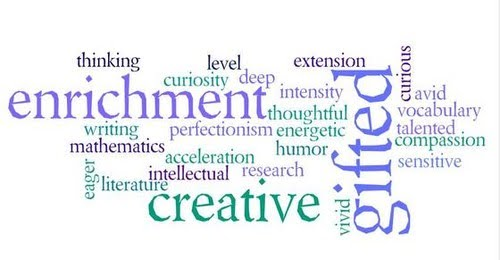 thinking
level
extension
curious
curiosity
deep
intensity
avid
enrichment
thoughtful
gifted
vocabulary
writing
perfectionism
energetic
talented
mathematics
humor
compassion
acceleration
sensitive
eager
literature
intellectual
research
creative
vivid